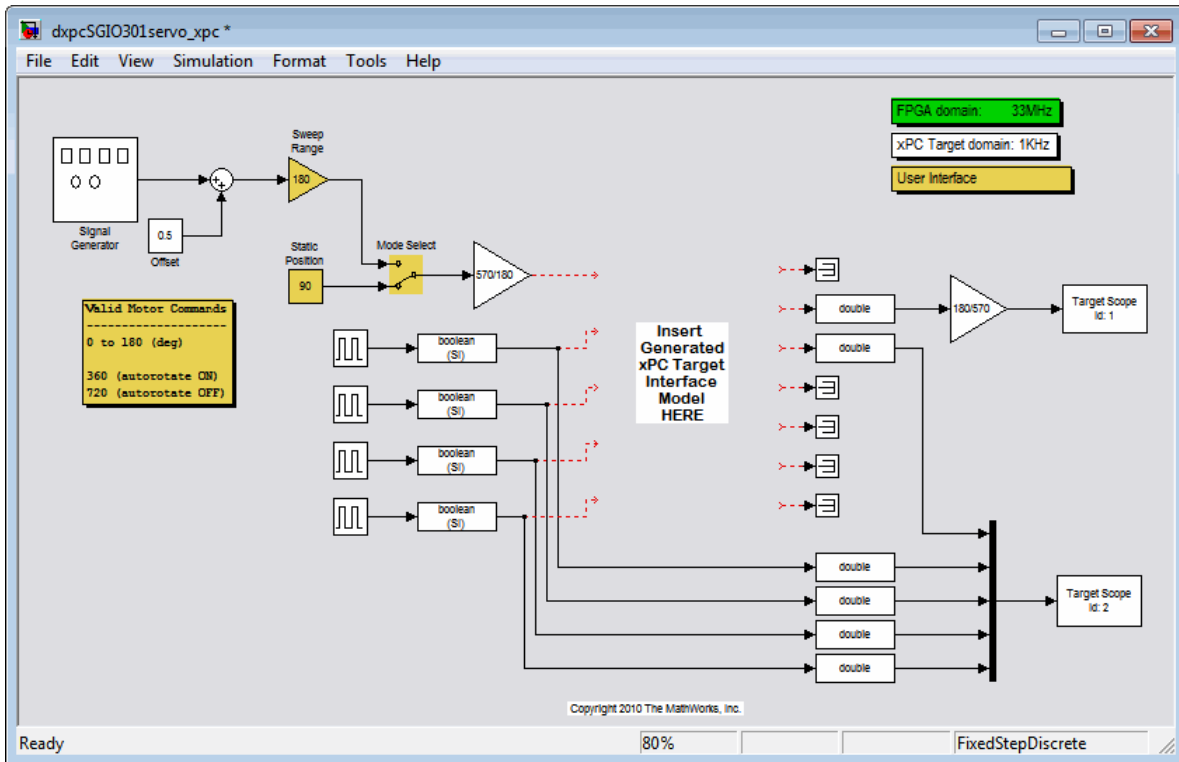 dxpcSGIO301servo_xpc *
File Edit View Simulation Format Tools Help
FPGA domain: 33MHz
xPC Target domain: 1KHz
User Interface
Sweep
Range
180
Signal
Generator
0.5
Offset
Static
Position
90
Mode Select
570/180
Valid Motor Commands
--------------------
0 to 180 (deg)
360 (autorotate ON)
720 (autorotate OFF)
boolean
(SI)
boolean
(SI)
boolean
(SI)
boolean
(SI)
Insert
Generated
xPC Target
Interface
Model
HERE
double
180/570
Target Scope
Id: 1
double
double
double
double
double
Target Scope
Id: 2
Copyright 2010 The MathWorks, Inc.
Ready 80% FixedStepDiscrete